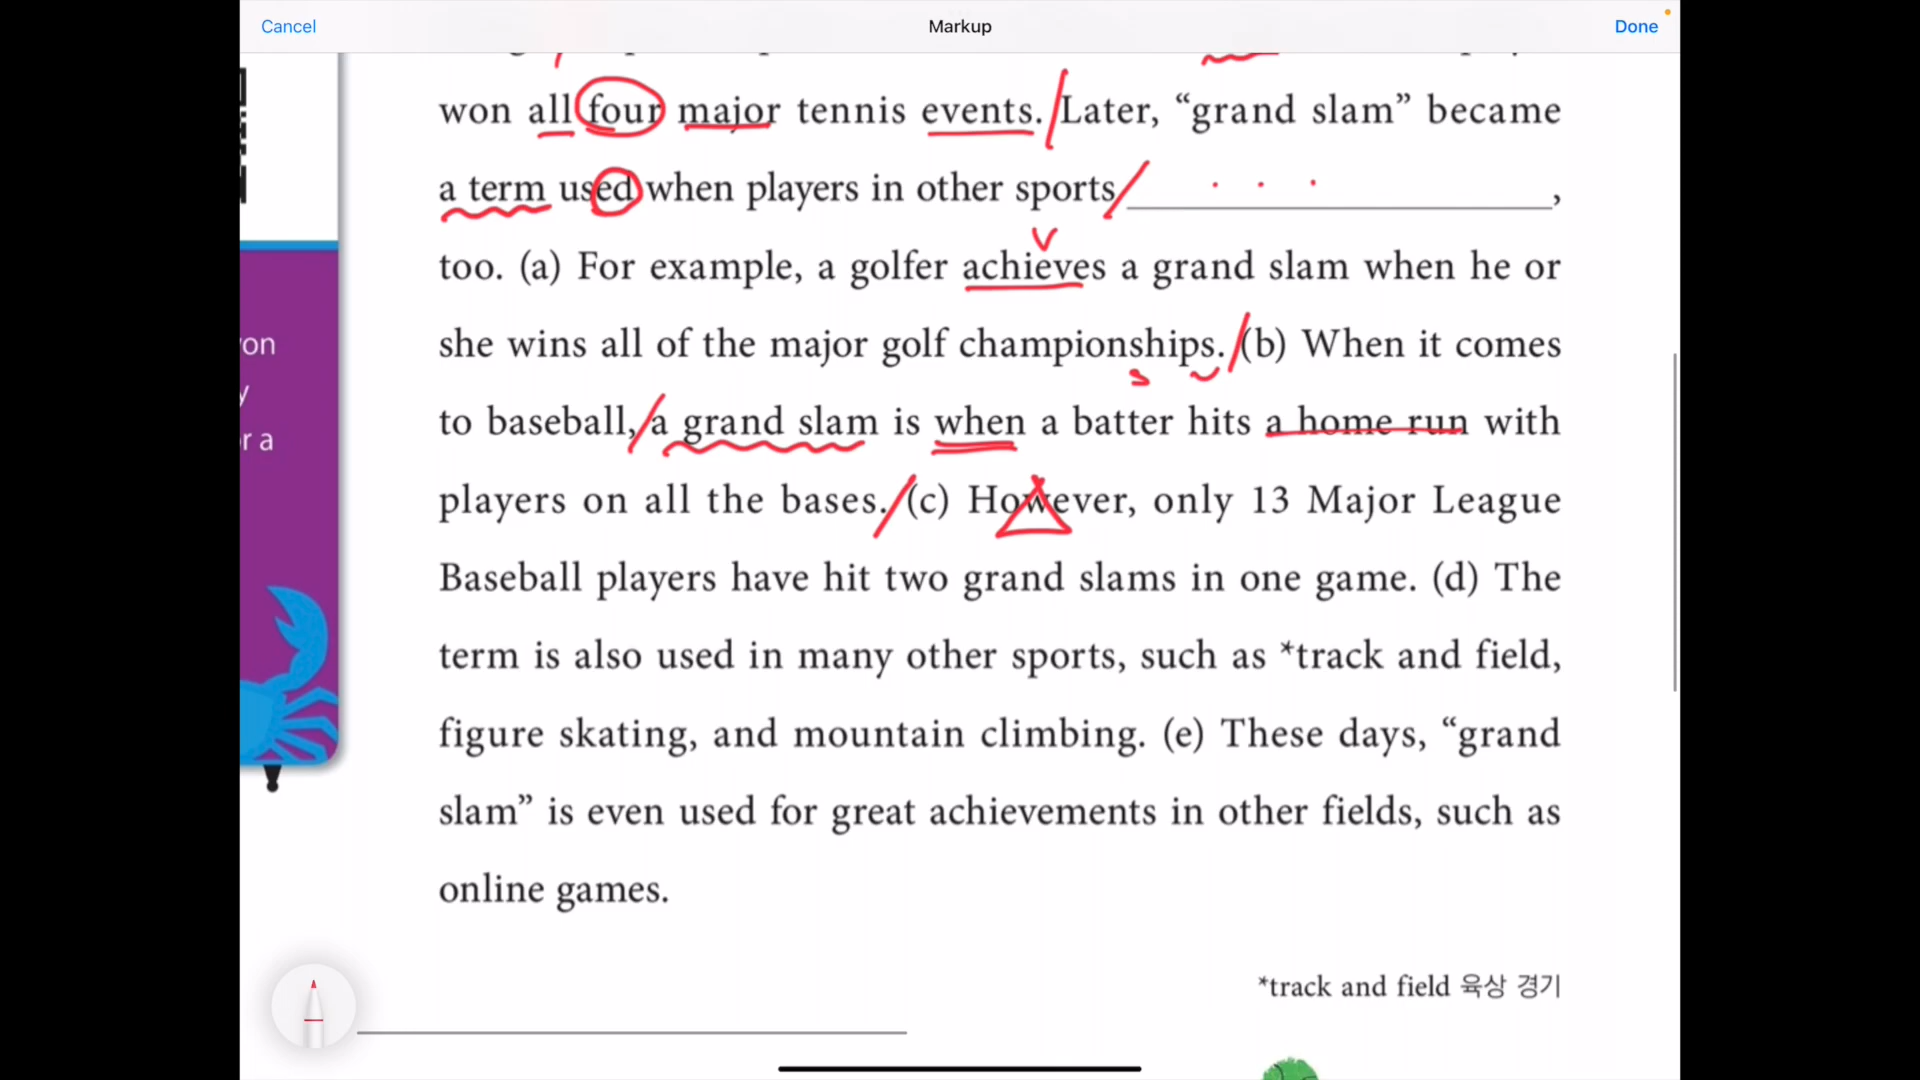 Cancel
Markup
Done
won all four major tennis events. Later, “grand slam” became
a term used when players in other sports ,
too. (a) For example, a golfer achieves a grand slam when he or
she wins all of the major golf championships. (b) When it comes
to baseball, a grand slam is when a batter hits a home run with
players on all the bases. (c) However, only 13 Major League
Baseball players have hit two grand slams in one game. (d) The
term is also used in many other sports, such as *track and field,
figure skating, and mountain climbing. (e) These days, “grand
slam” is even used for great achievements in other fields, such as
online games.
*track and field 육상 경기
on
y
r a